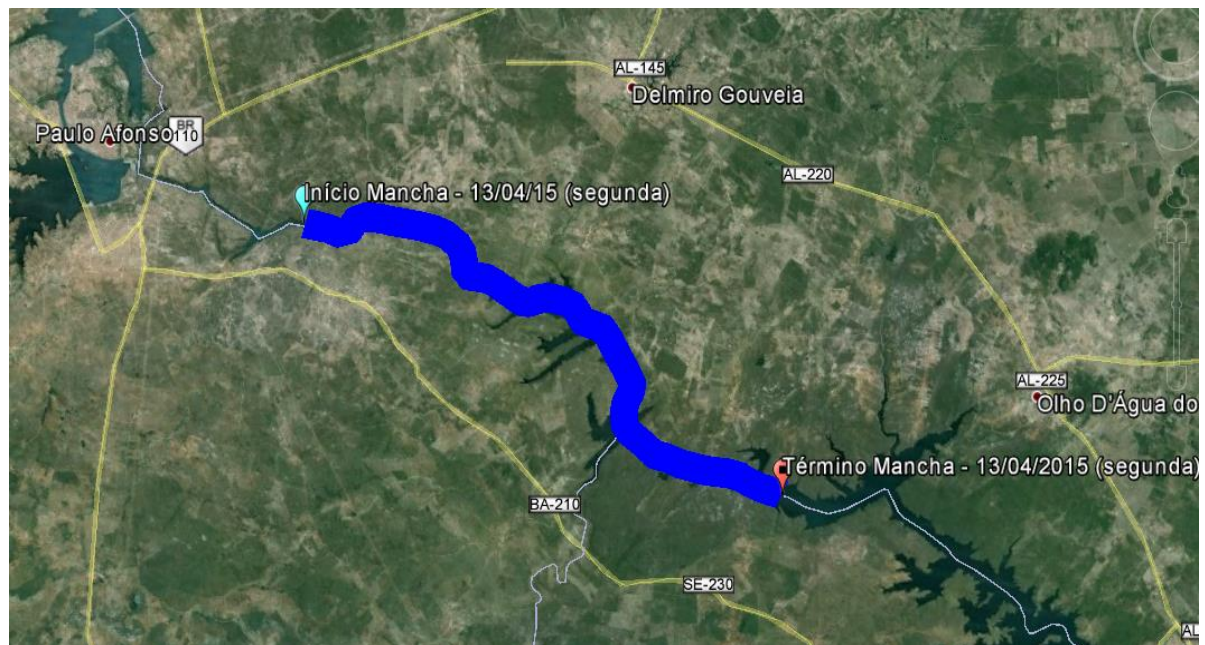 AL-145
Delmiro Gouveia
Paulo Afonso
BR
110
AL-220
Início Mancha - 13/04/15 (segunda)
AL-225
Olho D'Água do
Término Mancha - 13/04/2015 (segunda)
BA-210
SE-230
AL